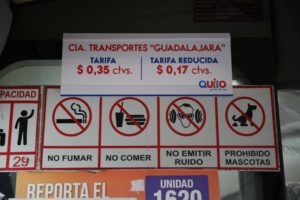 CIA. TRANSPORTES "GUADALAJARA"
TARIFA
$ 0,35 ctvs.
TARIFA REDUCIDA
$ 0,17 ctvs.
QUITO
PACIDAD
29
NO FUMAR
NO COMER
NO EMITIR
RUIDO
PROHIBIDO
MASCOTAS
REPORTA EL
UNIDAD